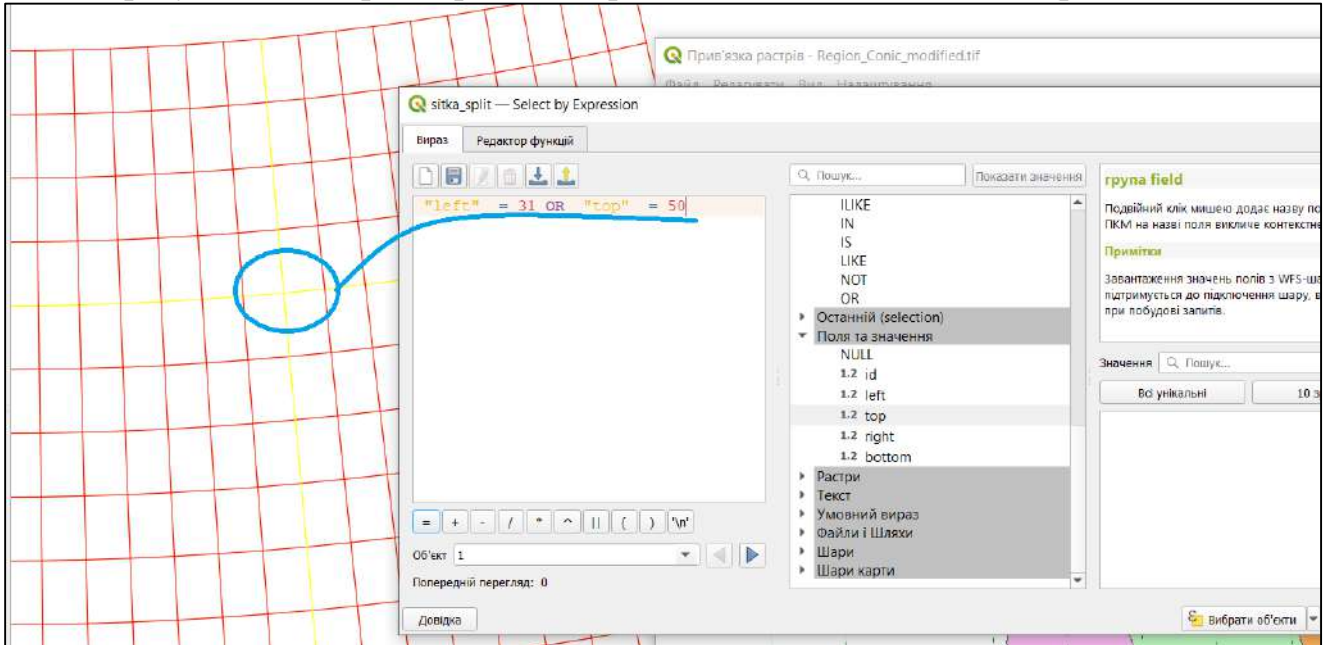 Прив'язка растрів - Region_Conic_modified.tif
Файл Редагувати Вид Налаштування
sitka_split — Select by Expression
Вираз Редактор функцій
"left" = 31 OR "top" = 50
Пошук...
Показати значення
ILIKE
IN
IS
LIKE
NOT
OR
Останній (selection)
Поля та значення
NULL
1.2 id
1.2 left
1.2 top
1.2 right
1.2 bottom
Растри
Текст
Умовний вираз
Файли і Шляхи
Шари
Шари карти
група field
Подвійний клік мишею додає назву
ПКМ на назві поля викличе
Примітки
Завантаження значень полів з
підтримується до підключення шару,
при побудові запитів.
Значення Пошук...
Всі унікальні 10
= + - / * ^ || ( ) '\n'
Об'єкт 1
Попередній перегляд: 0
Довідка
Вибрати об'єкти